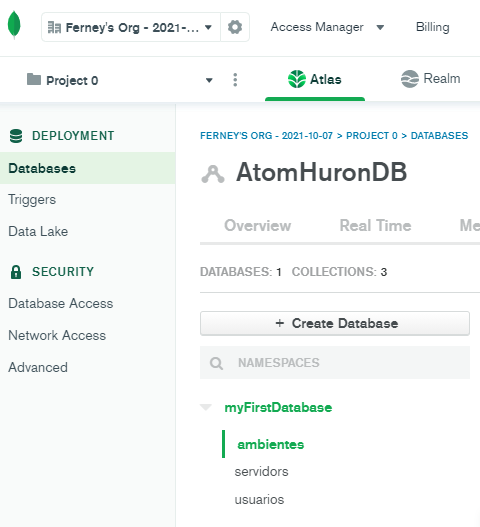 Ferney's Org - 2021-...
Access Manager
Billing
Project 0
Atlas
Realm
DEPLOYMENT
Databases
Triggers
Data Lake
SECURITY
Database Access
Network Access
Advanced
FERNEY'S ORG - 2021-10-07 > PROJECT 0 > DATABASES
AtomHuronDB
Overview Real Time Me
DATABASES: 1 COLLECTIONS: 3
+ Create Database
NAMESPACES
myFirstDatabase
ambientes
servidors
usuarios